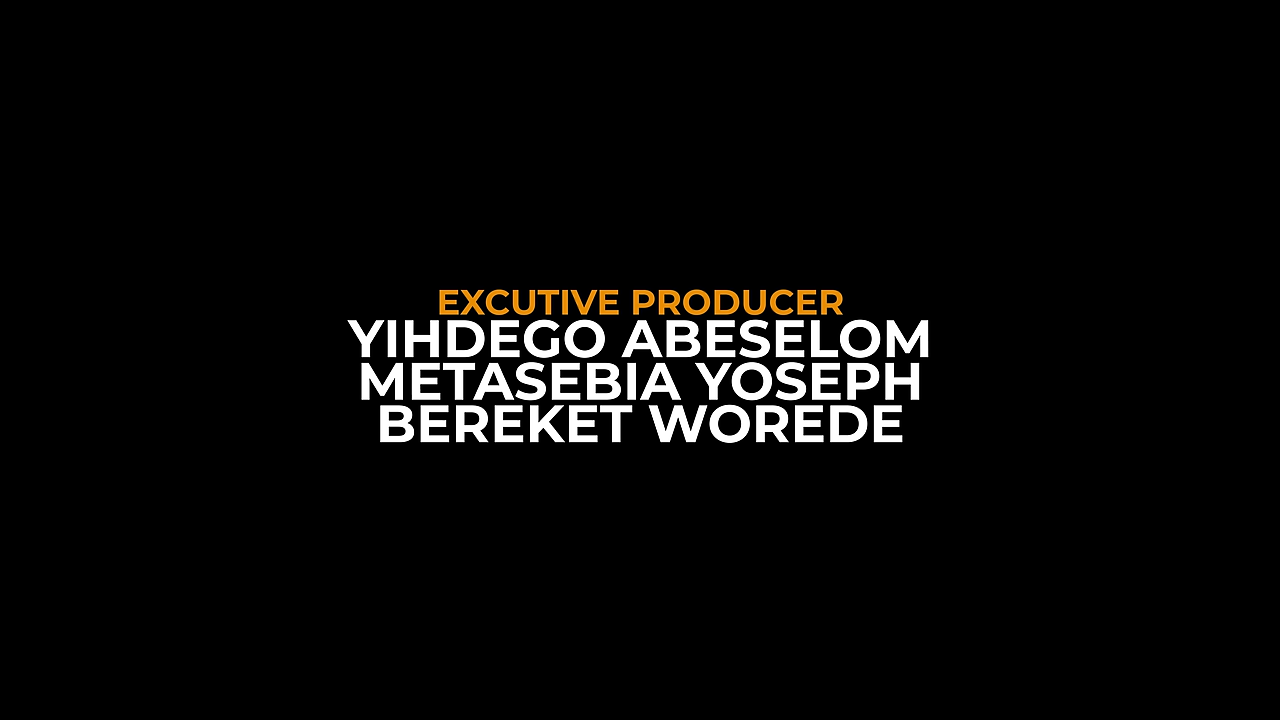 EXCUTIVE PRODUCER
YIHDEGO ABESELOM
METASEBIA YOSEPH
BEREKET WOREDE